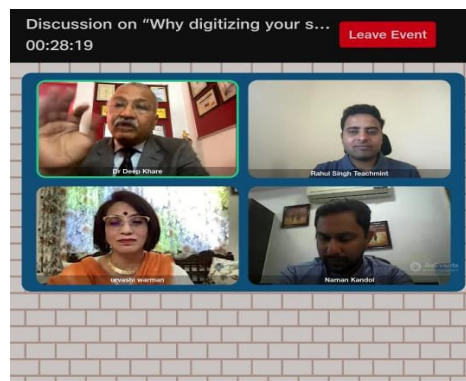 Discussion on “Why digitizing your s...
00:28:19
Leave Event
Dr Deep Khare
Rahul Singh Teachmint
urvashi warman
Naman Kandoi